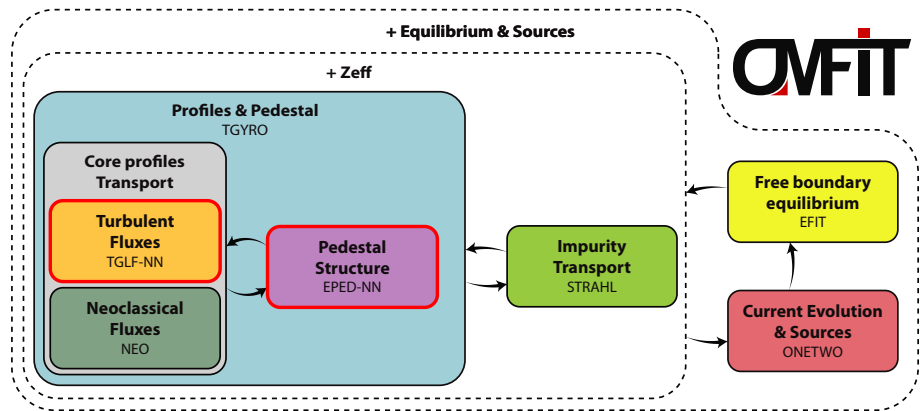 + Equilibrium & Sources
OMFIT
+ Zeff
Profiles & Pedestal
TGYRO
Core profiles
Transport
Turbulent
Fluxes
TGLF-NN
Neoclassical
Fluxes
NEO
Pedestal
Structure
EPED-NN
Impurity
Transport
STRAHL
Free boundary
equilibrium
EFIT
Current Evolution
& Sources
ONETWO